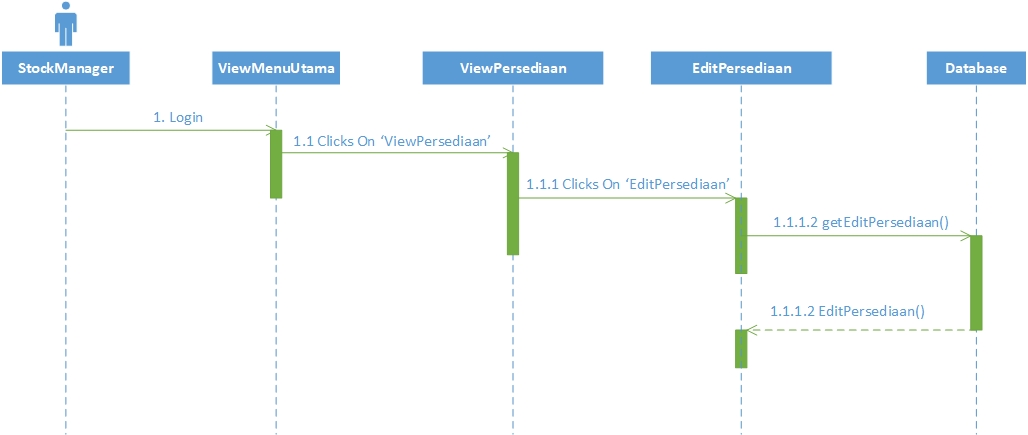 StockManager
ViewMenuUtama
ViewPersediaan
EditPersediaan
Database
1. Login
1.1 Clicks On ‘ViewPersediaan’
1.1.1 Clicks On ‘EditPersediaan’
1.1.1.2 getEditPersediaan()
1.1.1.2 EditPersediaan()